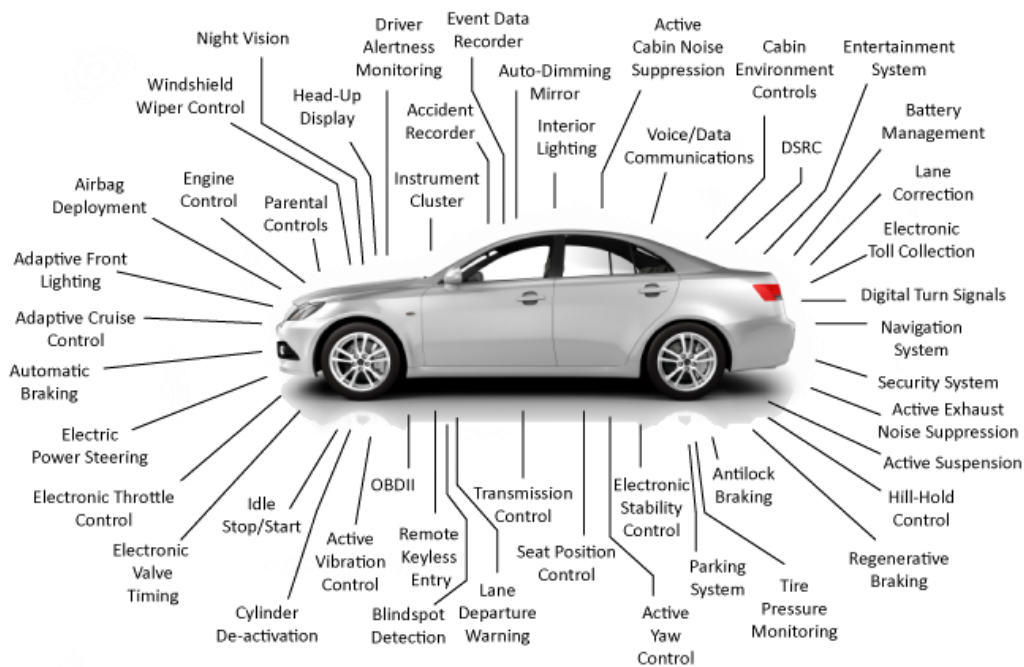 Night Vision
Driver
Alertness
Monitoring
Event Data
Recorder
Active
Cabin Noise
Suppression
Cabin
Environment
Controls
Entertainment
System
Windshield
Wiper Control
Head-Up
Display
Accident
Recorder
Auto-Dimming
Mirror
Interior
Lighting
Voice/Data
Communications
DSRC
Battery
Management
Airbag
Deployment
Engine
Control
Parental
Controls
Instrument
Cluster
Lane
Correction
Electronic
Toll Collection
Adaptive Front
Lighting
Digital Turn Signals
Adaptive Cruise
Control
Navigation
System
Automatic
Braking
Security System
Electric
Power Steering
Active Exhaust
Noise Suppression
Active Suspension
Electronic Throttle
Control
Idle
Stop/Start
OBDII
Transmission
Control
Electronic
Stability
Control
Antilock
Braking
Hill-Hold
Control
Electronic
Valve
Timing
Active
Vibration
Control
Remote
Keyless
Entry
Seat Position
Control
Parking
System
Regenerative
Braking
Cylinder
De-activation
Blindspot
Detection
Lane
Departure
Warning
Active
Yaw
Control
Tire
Pressure
Monitoring